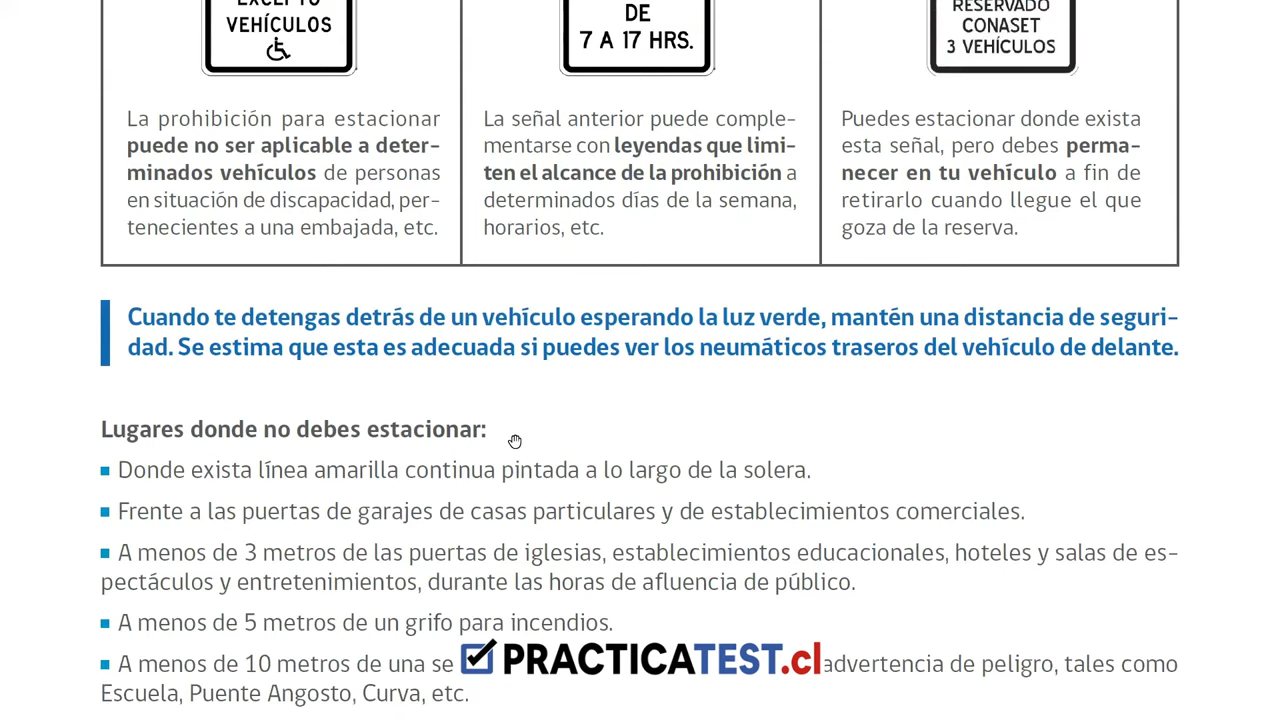 VEHÍCULOS
DE
7 A 17 HRS.
RESERVADO
CONASET
3 VEHÍCULOS
La prohibición para estacionar
puede no ser aplicable a deter-
minados vehículos de personas
en situación de discapacidad, per-
tenecientes a una embajada, etc.
La señal anterior puede comple-
mentarse con leyendas que limi-
ten el alcance de la prohibición a
determinados días de la semana,
horarios, etc.
Puedes estacionar donde exista
esta señal, pero debes perma-
necer en tu vehículo a fin de
retirarlo cuando llegue el que
goza de la reserva.
Cuando te detengas detrás de un vehículo esperando la luz verde, mantén una distancia de seguri-
dad. Se estima que esta es adecuada si puedes ver los neumáticos traseros del vehículo de delante.
Lugares donde no debes estacionar:
Donde exista línea amarilla continua pintada a lo largo de la solera.
Frente a las puertas de garajes de casas particulares y de establecimientos comerciales.
A menos de 3 metros de las puertas de iglesias, establecimientos educacionales, hoteles y salas de es-
pectáculos y entretenimientos, durante las horas de afluencia de público.
A menos de 5 metros de un grifo para incendios.
A menos de 10 metros de una se advertencia de peligro, tales como
PRACTICATEST.cl
Escuela, Puente Angosto, Curva, etc.